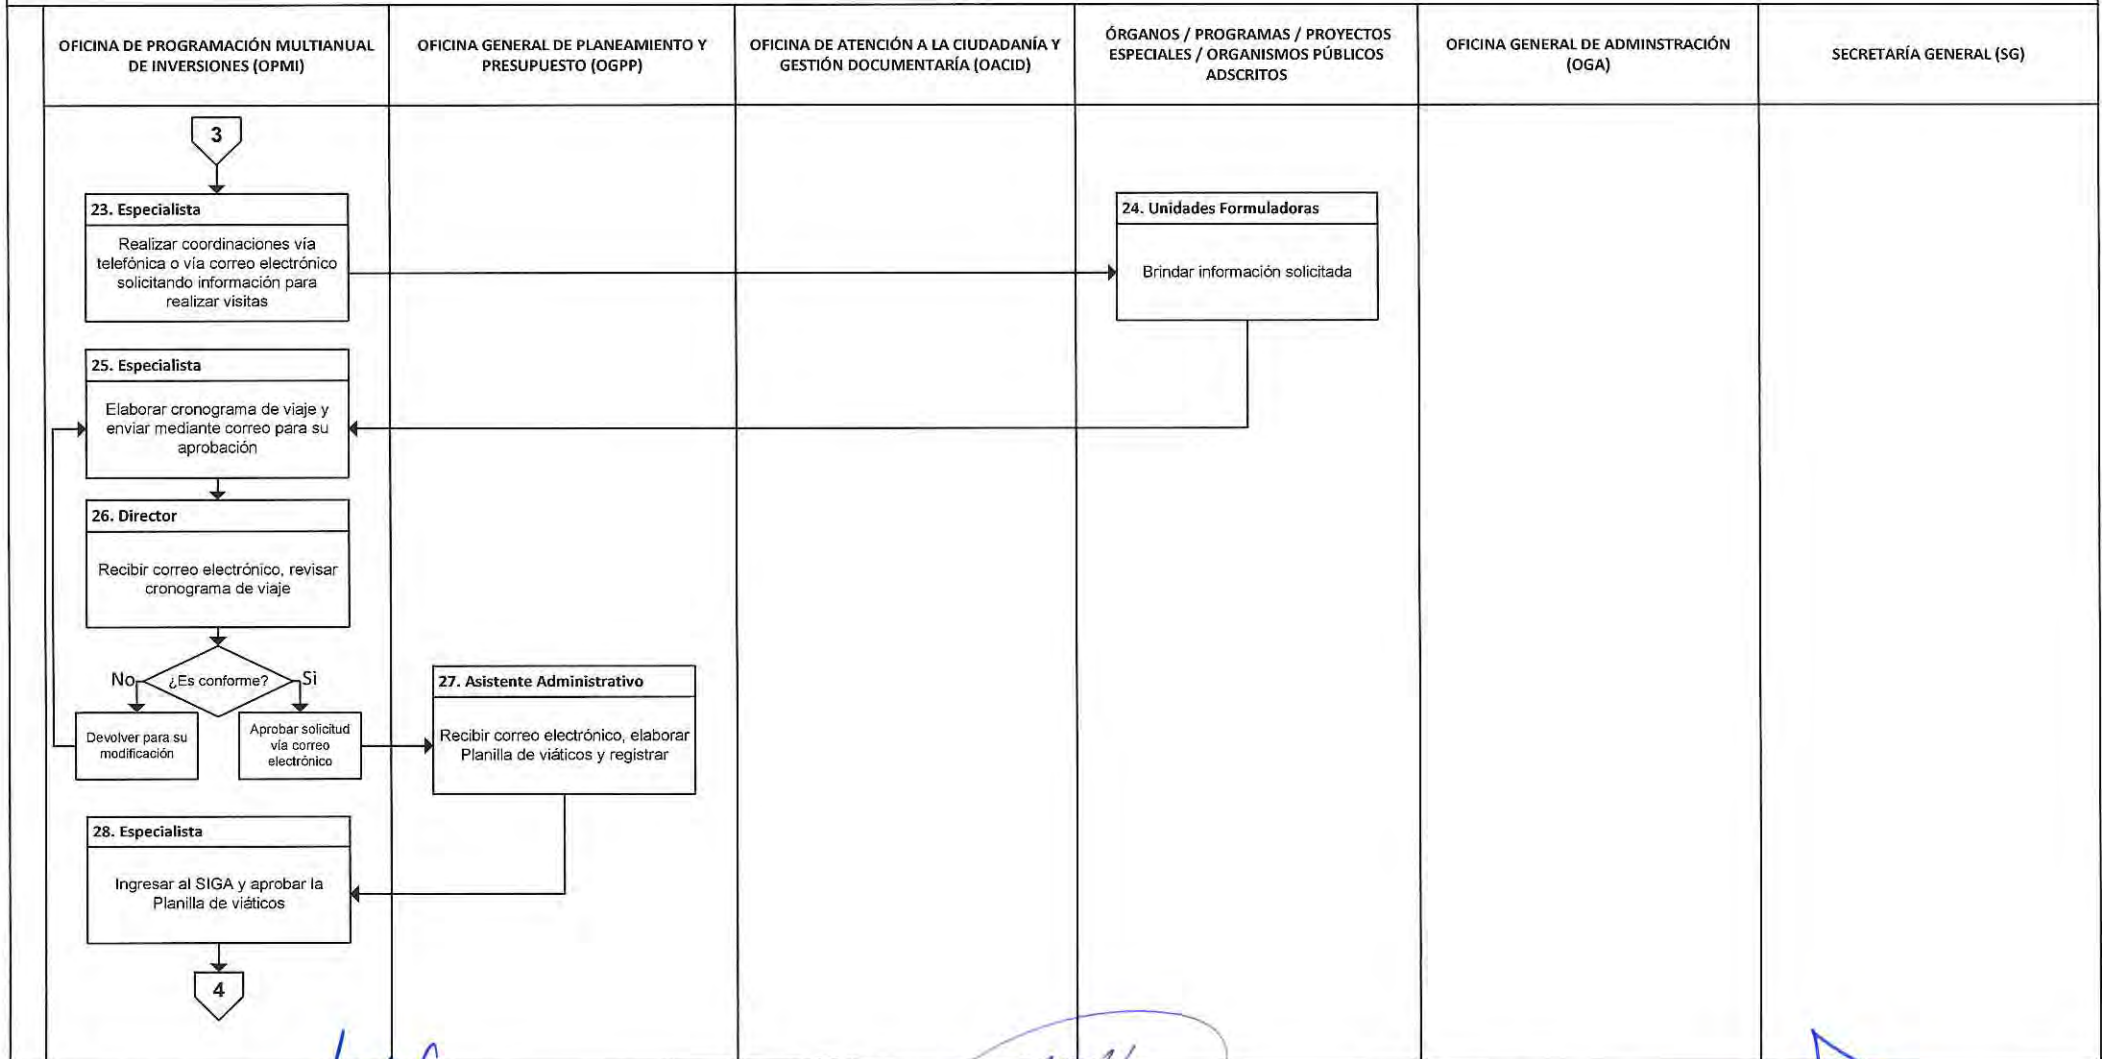 OFICINA DE PROGRAMACIÓN MULTIANUAL
DE INVERSIONES (OPMI)
OFICINA GENERAL DE PLANEAMIENTO Y
PRESUPUESTO (OGPP)
OFICINA DE ATENCIÓN A LA CIUDADANÍA Y
GESTIÓN DOCUMENTARÍA (OACID)
ÓRGANOS / PROGRAMAS / PROYECTOS
ESPECIALES / ORGANISMOS PÚBLICOS
ADSCRITOS
OFICINA GENERAL DE ADMINSTRACIÓN
(OGA)
SECRETARÍA GENERAL (SG)
3
23. Especialista
Realizar coordinaciones vía
telefónica o vía correo electrónico
solicitando información para
realizar visitas
24. Unidades Formuladoras
Brindar información solicitada
25. Especialista
Elaborar cronograma de viaje y
enviar mediante correo para su
aprobación
26. Director
Recibir correo electrónico, revisar
cronograma de viaje
No
¿Es conforme?
Si
Devolver para su
modificación
Aprobar solicitud
vía correo
electrónico
27. Asistente Administrativo
Recibir correo electrónico, elaborar
Planilla de viáticos y registrar
28. Especialista
Ingresar al SIGA y aprobar la
Planilla de viáticos
4